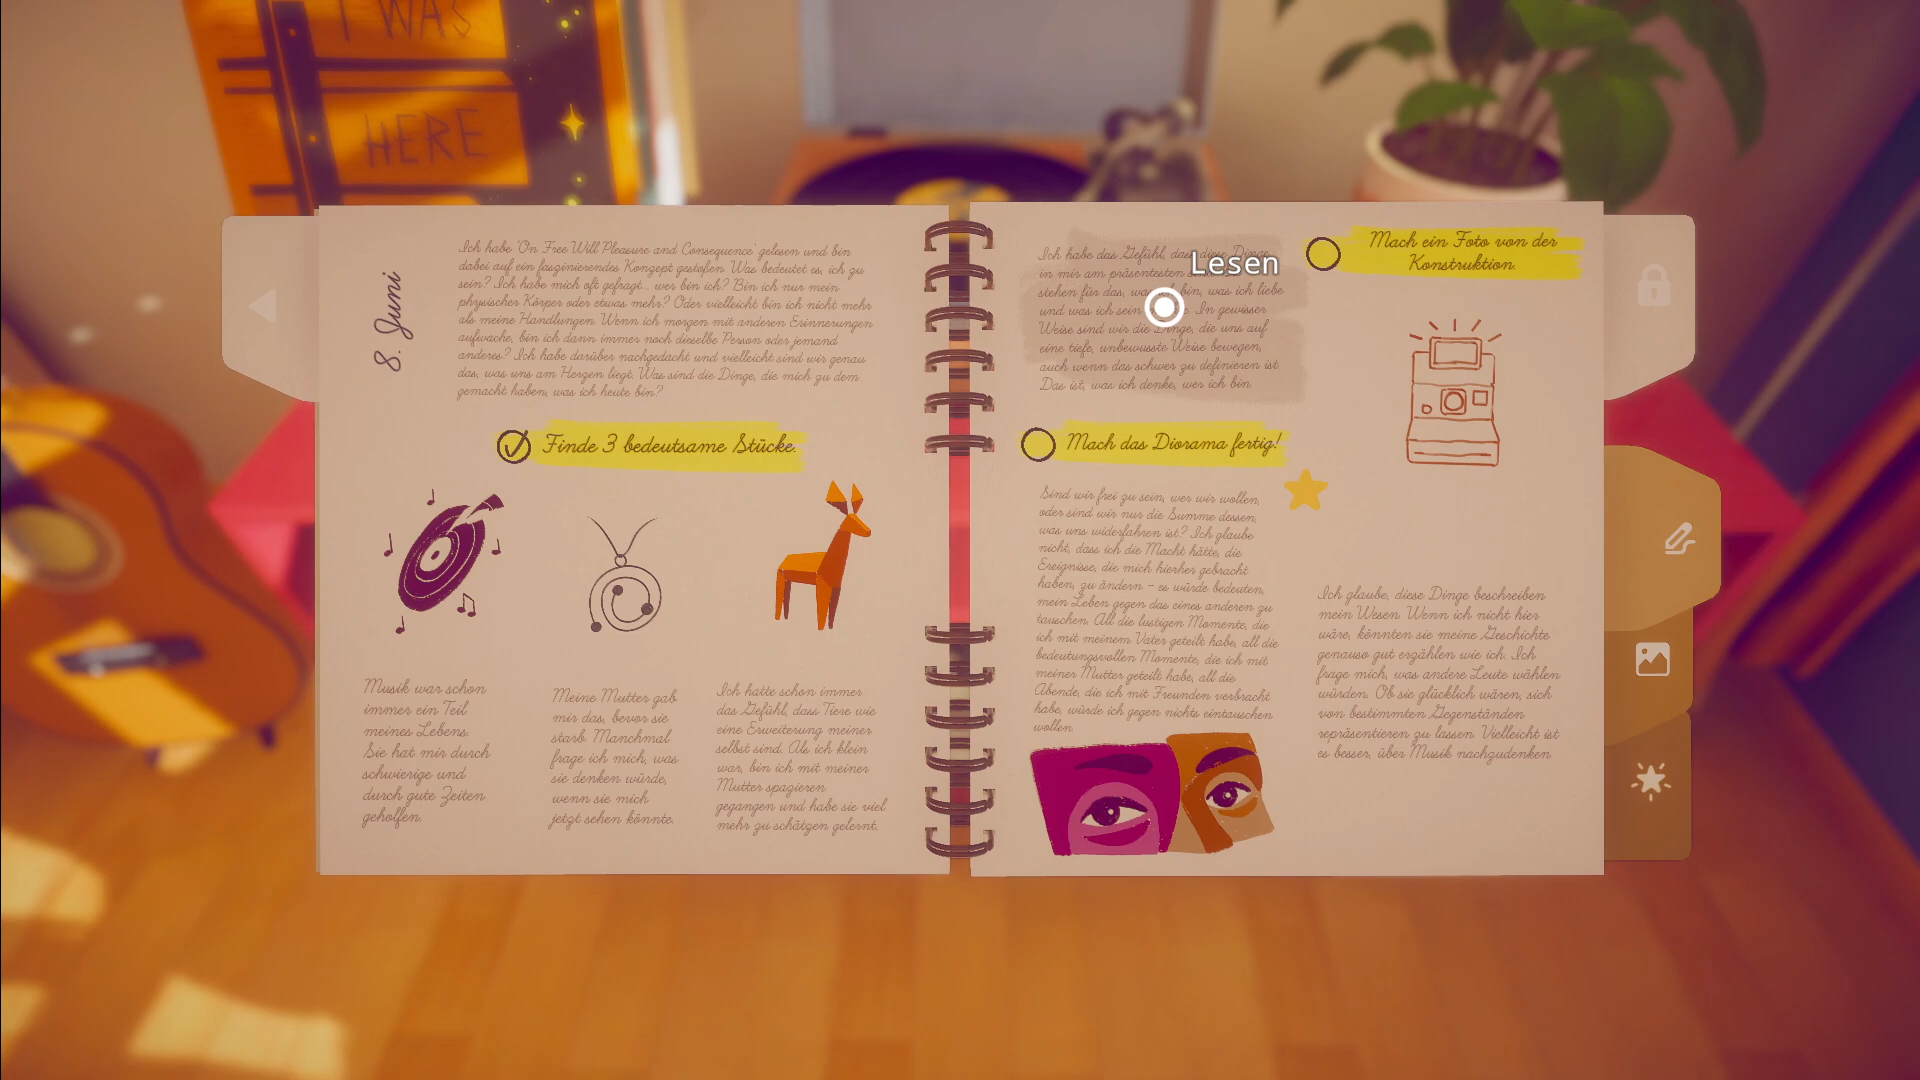 I WAS
HERE
8. Juni
Ich habe 'On Free Will Pleasure and Consequence' gelesen und bin
dabei auf ein faszinierendes Konzept gestoßen. Was bedeutet es, ich zu
sein? Ich habe mich oft gefragt... wer bin ich? Bin ich nur mein
physischer Körper oder etwas mehr? Oder vielleicht bin ich nicht mehr
als meine Handlungen. Wenn ich morgen mit anderen Erinnerungen
aufwache, bin ich dann immer noch dieselbe Person oder jemand
anderes? Ich habe darüber nachgedacht und vielleicht sind wir genau
das, was uns am Herzen liegt. Was sind die Dinge, die mich zu dem
gemacht haben, was ich heute bin?
Finde 3 bedeutsame Stücke.
Musik war schon
immer ein Teil
meines Lebens.
Sie hat mir durch
schwierige und
durch gute Zeiten
geholfen.
Meine Mutter gab
mir das, bevor sie
starb. Manchmal
frage ich mich, was
sie denken würde,
wenn sie mich
jetzt sehen könnte.
Ich hatte schon immer
das Gefühl, dass Tiere wie
eine Erweiterung meiner
selbst sind. Als ich klein
war, bin ich mit meiner
Mutter spazieren
gegangen und habe sie viel
mehr zu schätzen gelernt.
Ich habe das Gefühl, dass diese Dinge
in mir am präsentesten
Lesen
stehen für das, was ich bin, was ich liebe
und was ich sein In gewisser
Weise sind wir die Dinge, die uns auf
eine tiefe, unbewusste Weise bewegen,
auch wenn das schwer zu definieren ist.
Das ist, was ich denke, wer ich bin.
Mach das Diorama fertig!
Sind wir frei zu sein, wer wir wollen,
oder sind wir nur die Summe dessen,
was uns widerfahren ist? Ich glaube
nicht, dass ich die Macht hätte, die
Ereignisse, die mich hierher gebracht
haben, zu ändern – es würde bedeuten,
mein Leben gegen das eines anderen zu
tauschen. All die lustigen Momente, die
ich mit meinem Vater geteilt habe, all die
bedeutungsvollen Momente, die ich mit
meiner Mutter geteilt habe, all die
Abende, die ich mit Freunden verbracht
habe, würde ich gegen nichts eintauschen
wollen.
Mach ein Foto von der
Konstruktion.
Ich glaube, diese Dinge beschreiben
mein Wesen. Wenn ich nicht hier
wäre, könnten sie meine Geschichte
genauso gut erzählen wie ich. Ich
frage mich, was andere Leute wählen
würden. Ob sie glücklich wären, sich
von bestimmten Gegenständen
repräsentieren zu lassen. Vielleicht ist
es besser, über Musik nachzudenken.